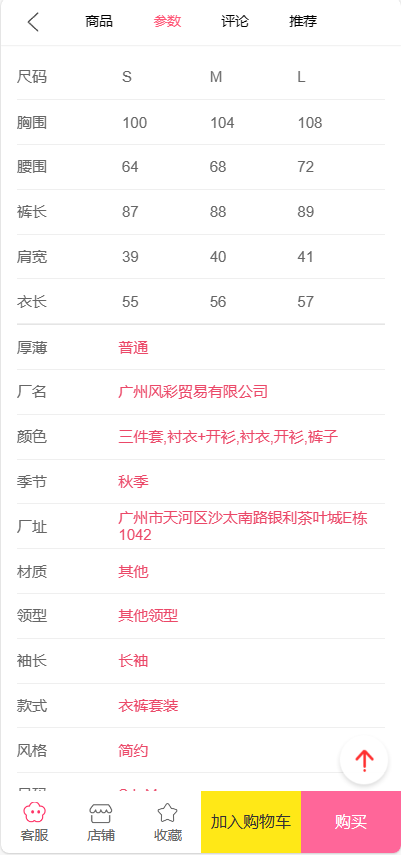 商品 参数 评论 推荐
尺码 S M L
胸围 100 104 108
腰围 64 68 72
裤长 87 88 89
肩宽 39 40 41
衣长 55 56 57
厚薄 普通
厂名 广州风彩贸易有限公司
颜色 三件套,衬衣+开衫,衬衣,开衫,裤子
季节 秋季
厂址 广州市天河区沙太南路银利茶叶城E栋
1042
材质 其他
领型 其他领型
袖长 长袖
款式 衣裤套装
风格 简约
客服 店铺 收藏 加入购物车 购买